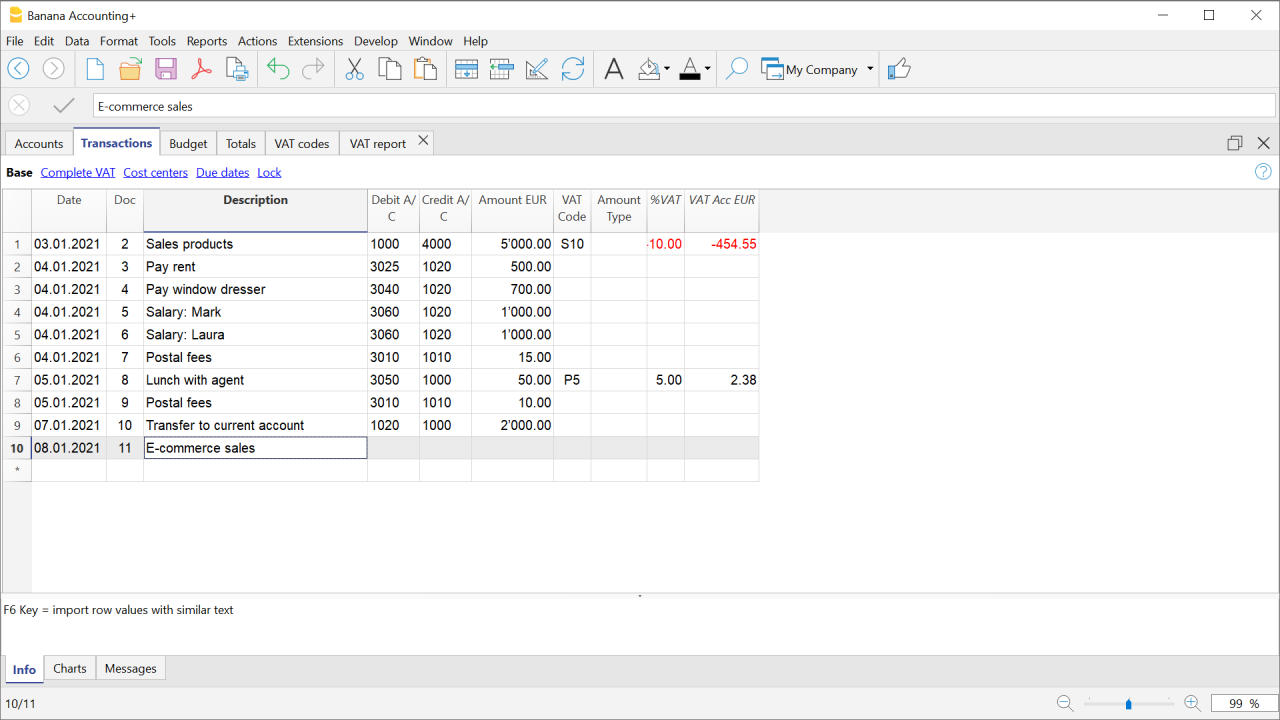 Banana Accounting+
File Edit Data Format Tools Reports Actions Extensions Develop Window Help
My Company
E-commerce sales
Accounts Transactions Budget Totals VAT codes VAT report
Base Complete VAT Cost centers Due dates Lock
Date Doc Description Debit A/C Credit A/C Amount EUR VAT Code Amount Type %VAT VAT Acc EUR
1 03.01.2021 2 Sales products 1000 4000 5'000.00 S10 -10.00 -454.55
2 04.01.2021 3 Pay rent 3025 1020 500.00
3 04.01.2021 4 Pay window dresser 3040 1020 700.00
4 04.01.2021 5 Salary: Mark 3060 1020 1'000.00
5 04.01.2021 6 Salary: Laura 3060 1020 1'000.00
6 04.01.2021 7 Postal fees 3010 1010 15.00
7 05.01.2021 8 Lunch with agent 3050 1000 50.00 P5 5.00 2.38
8 05.01.2021 9 Postal fees 3010 1010 10.00
9 07.01.2021 10 Transfer to current account 1020 1000 2'000.00
10 08.01.2021 11 E-commerce sales
*
F6 Key = import row values with similar text
Info Charts Messages
10/11
99 %